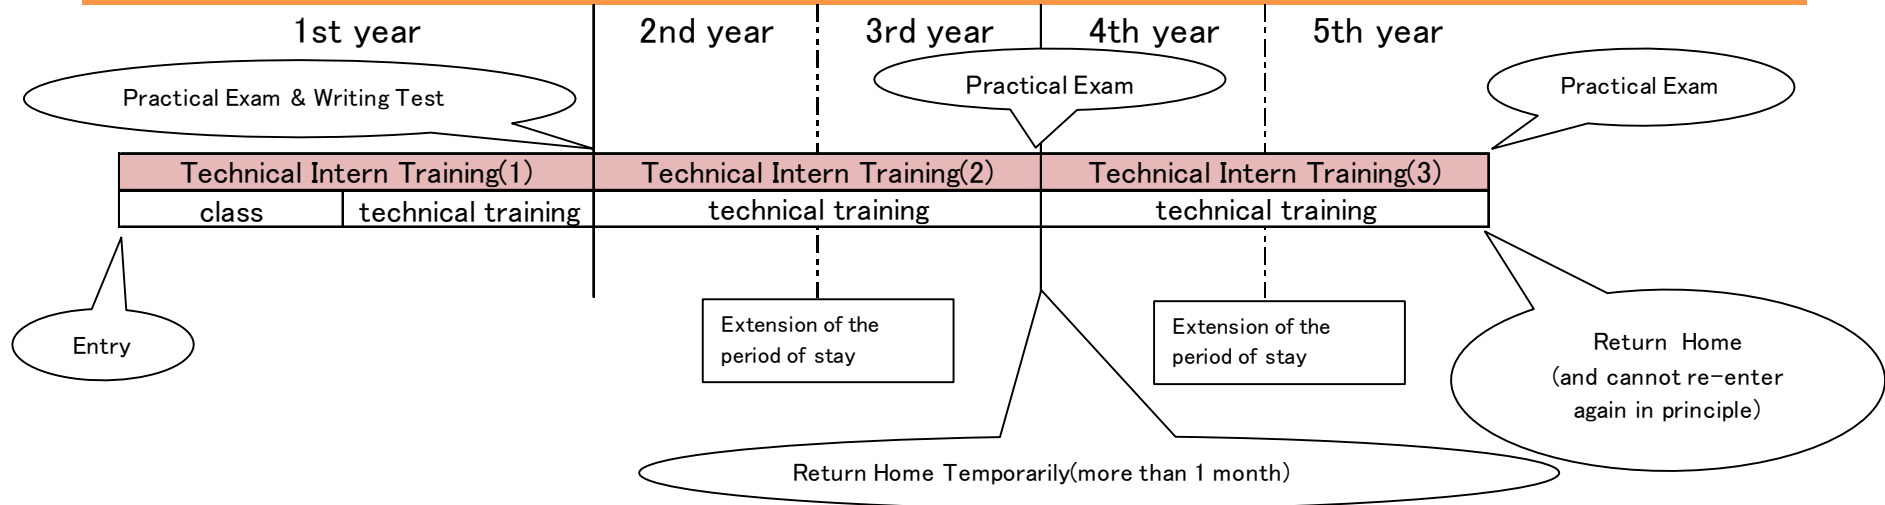 1st year
2nd year
3rd year
4th year
5th year
Practical Exam & Writing Test
Practical Exam
Practical Exam
Technical Intern Training(1)
Technical Intern Training(2)
Technical Intern Training(3)
class
technical training
technical training
technical training
Entry
Extension of the
period of stay
Extension of the
period of stay
Return Home
(and cannot re-enter
again in principle)
Return Home Temporarily(more than 1 month)